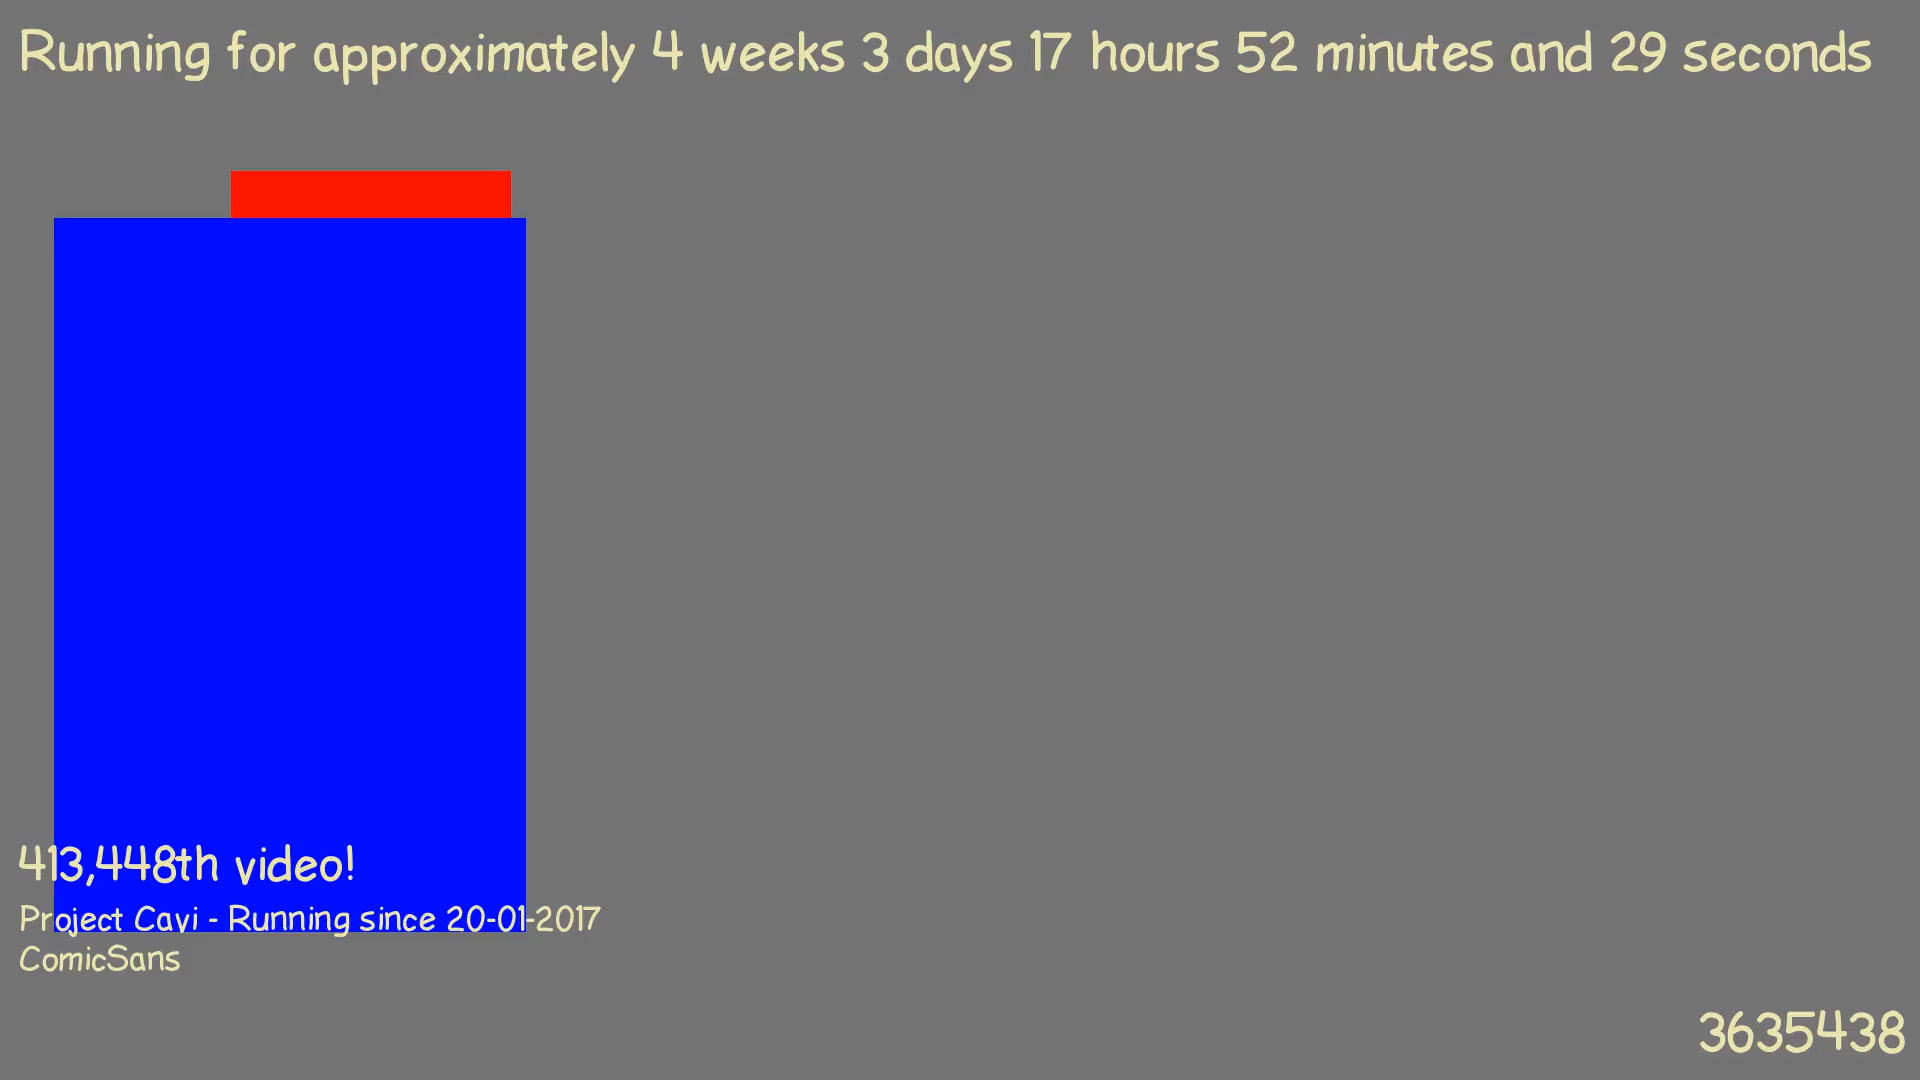 Running for approximately 4 weeks 3 days 17 hours 52 minutes and 29 seconds
413,448th video!
Project Cavi - Running since 20-01-2017
ComicSans
3635438